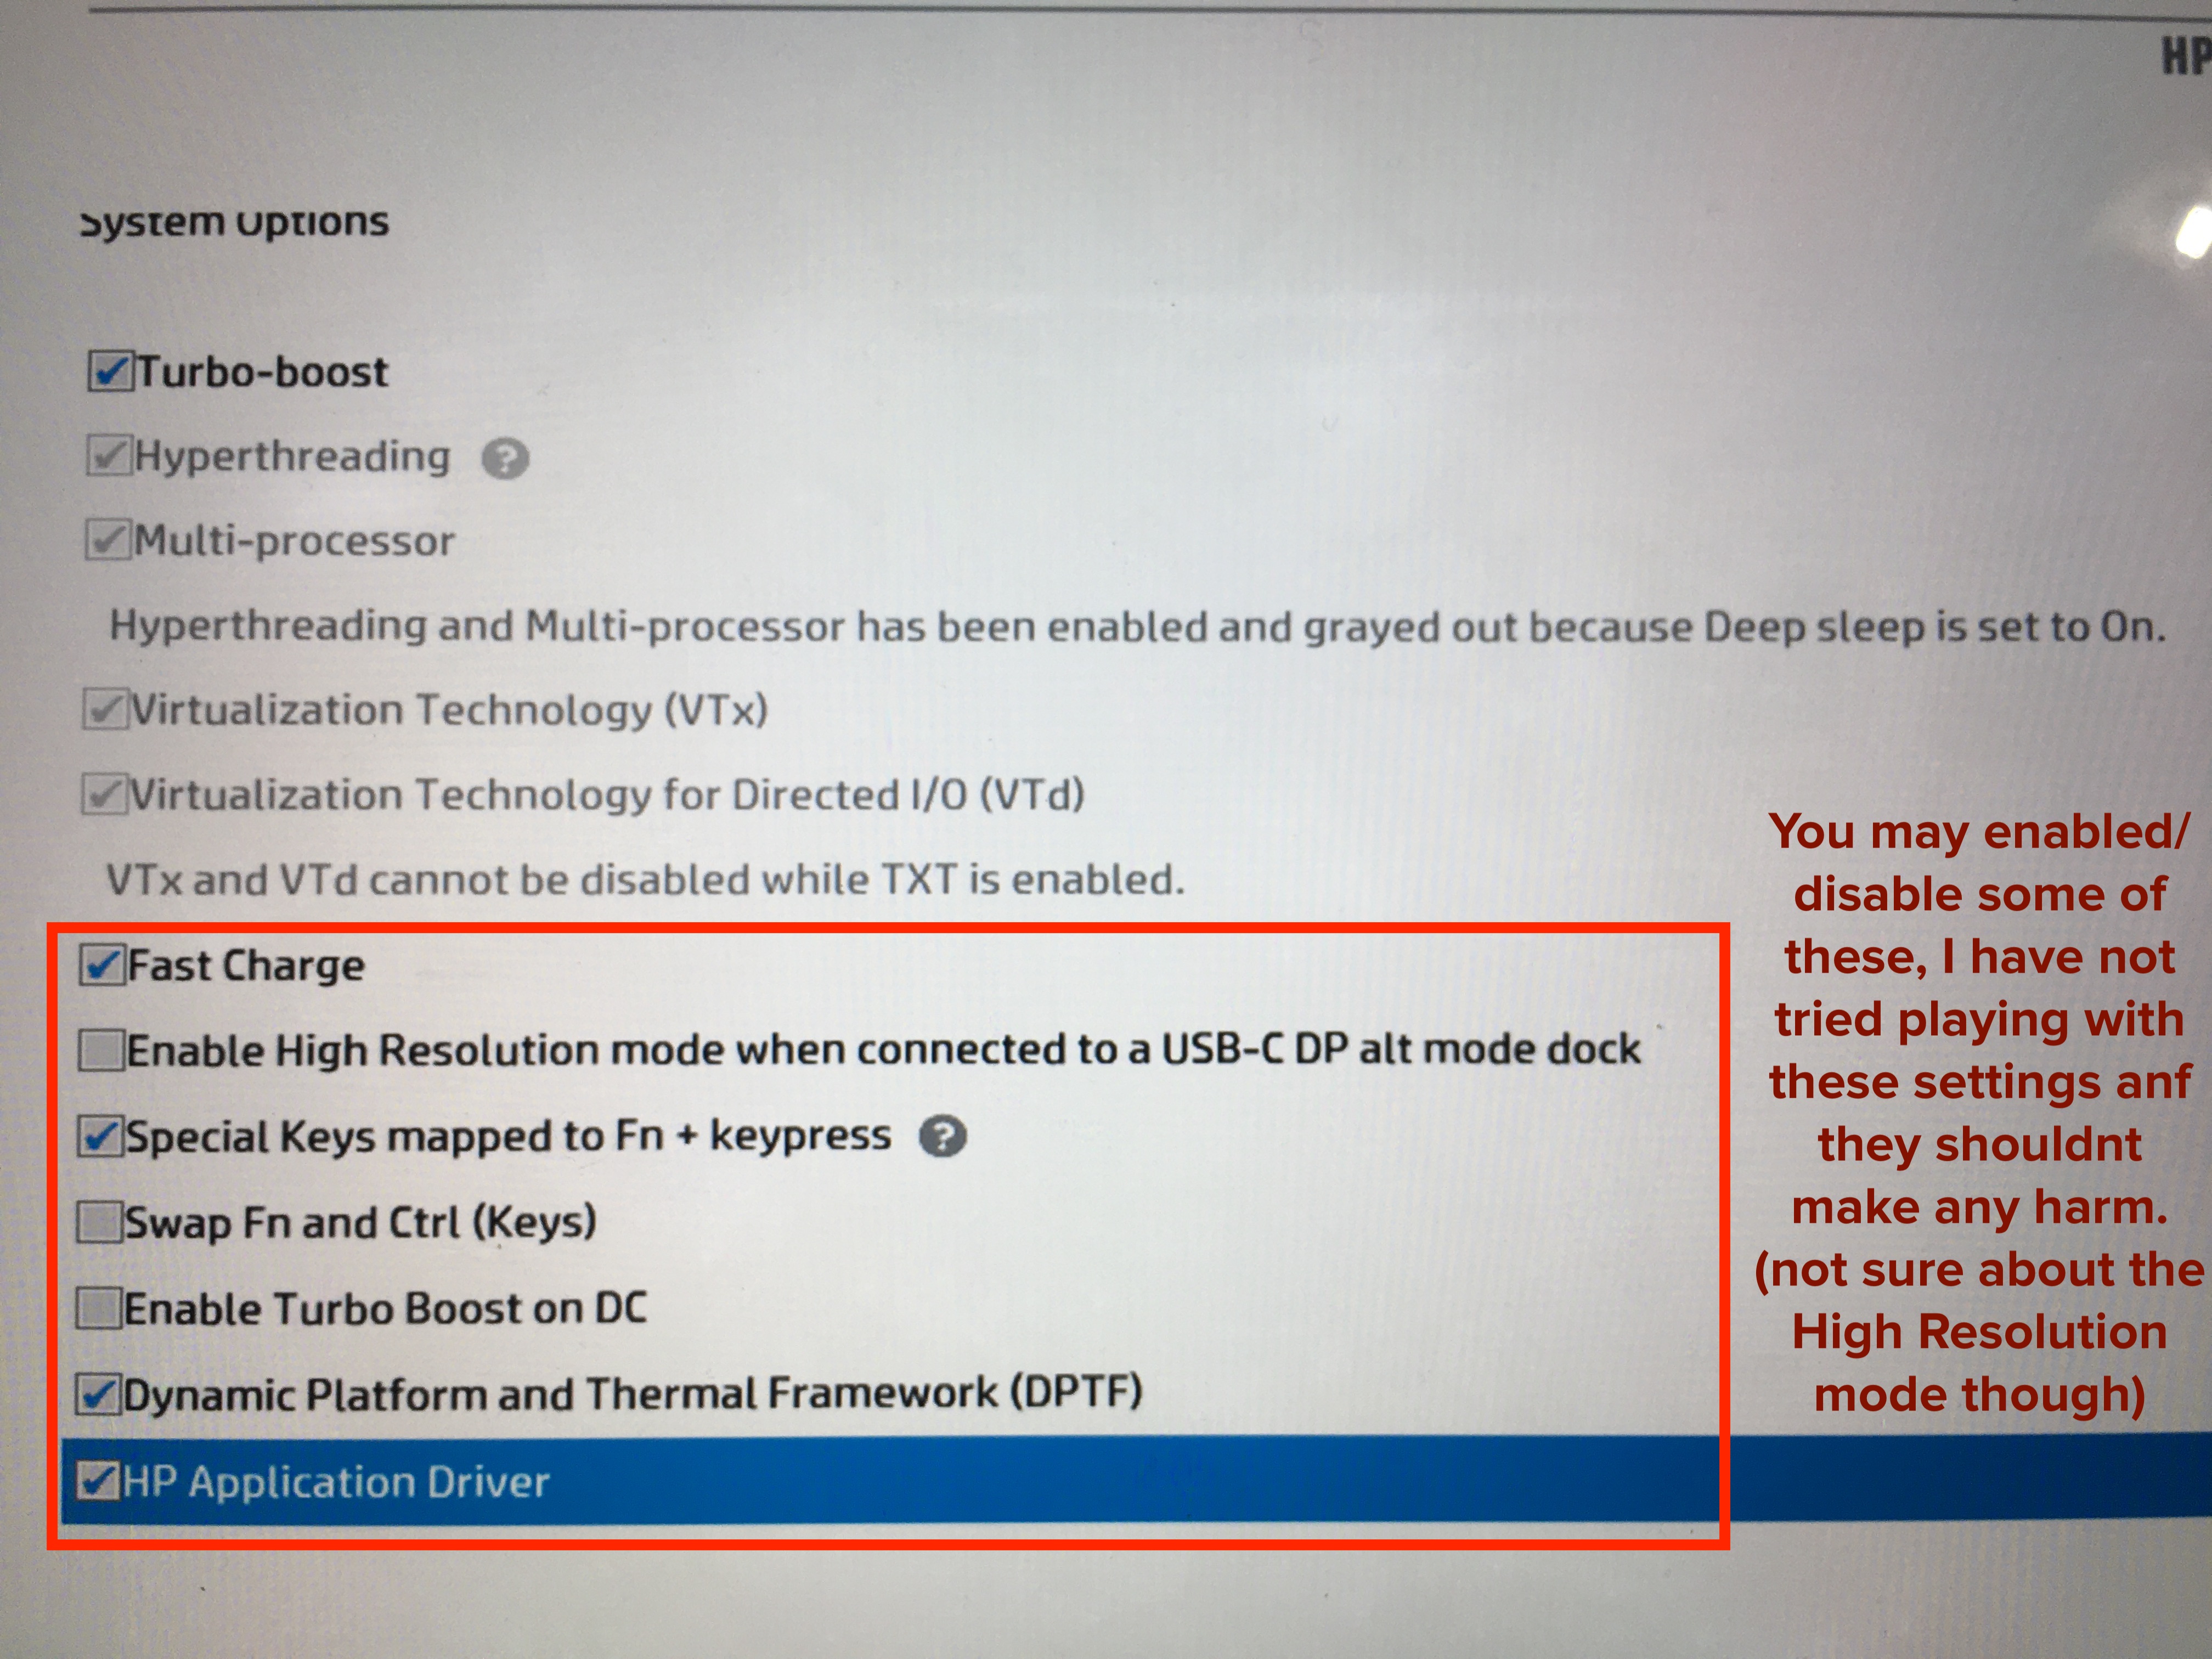 HP
System Options
Turbo-boost
Hyperthreading ?
Multi-processor
Hyperthreading and Multi-processor has been enabled and grayed out because Deep sleep is set to On.
Virtualization Technology (VTx)
Virtualization Technology for Directed I/O (VTd)
VTx and VTd cannot be disabled while TXT is enabled.
Fast Charge
Enable High Resolution mode when connected to a USB-C DP alt mode dock
Special Keys mapped to Fn + keypress ?
Swap Fn and Ctrl (Keys)
Enable Turbo Boost on DC
Dynamic Platform and Thermal Framework (DPTF)
HP Application Driver
You may enabled/
disable some of
these, I have not
tried playing with
these settings anf
they shouldnt
make any harm.
(not sure about the
High Resolution
mode though)